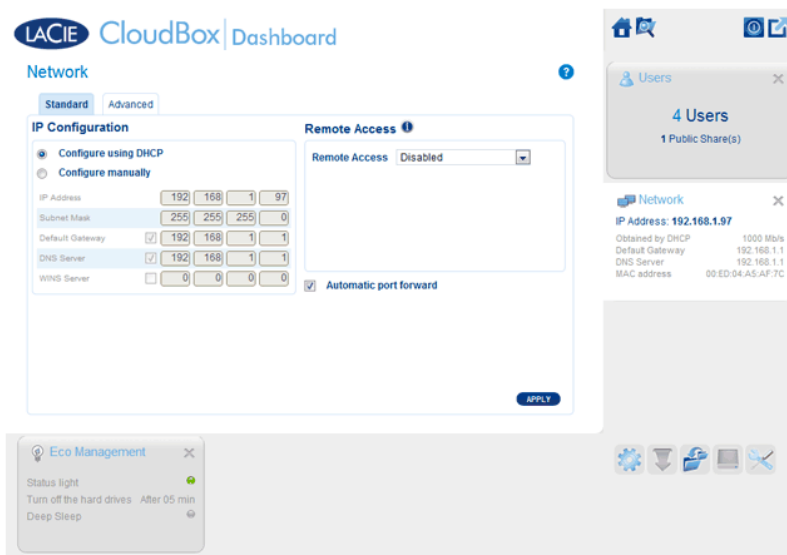 LACIE CloudBox Dashboard
Network
Standard Advanced
IP Configuration
Configure using DHCP
Configure manually
IP Address 192 168 1 97
Subnet Mask 255 255 255 0
Default Gateway 192 168 1 1
DNS Server 192 168 1 1
WINS Server 0 0 0 0
Remote Access
Remote Access Disabled
Automatic port forward
APPLY
Users
4 Users
1 Public Share(s)
Network
IP Address: 192.168.1.97
Obtained by DHCP 1000 Mb/s
Default Gateway 192.168.1.1
DNS Server 192.168.1.1
MAC address 00:ED:04:A5:AF:7C
Eco Management
Status light
Turn off the hard drives After 05 min
Deep Sleep